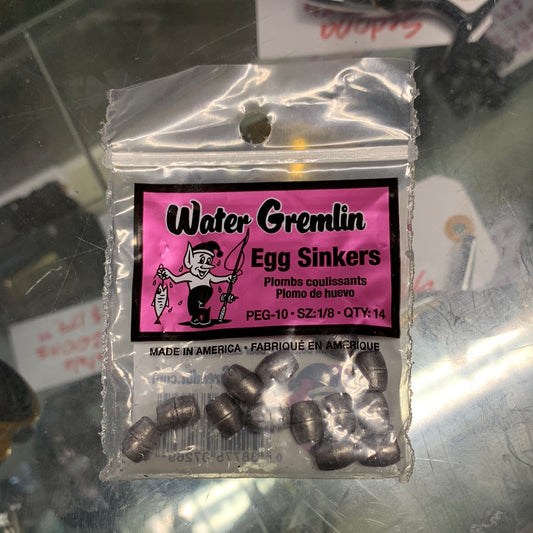 Sedona
Water Gremlin
Egg Sinkers
Plombs coulissants
Plomo de huevo
PEG-10 • SZ:1/8 • QTY: 14
MADE IN AMERICA • FABRIQUÉ EN AMÉRIQUE